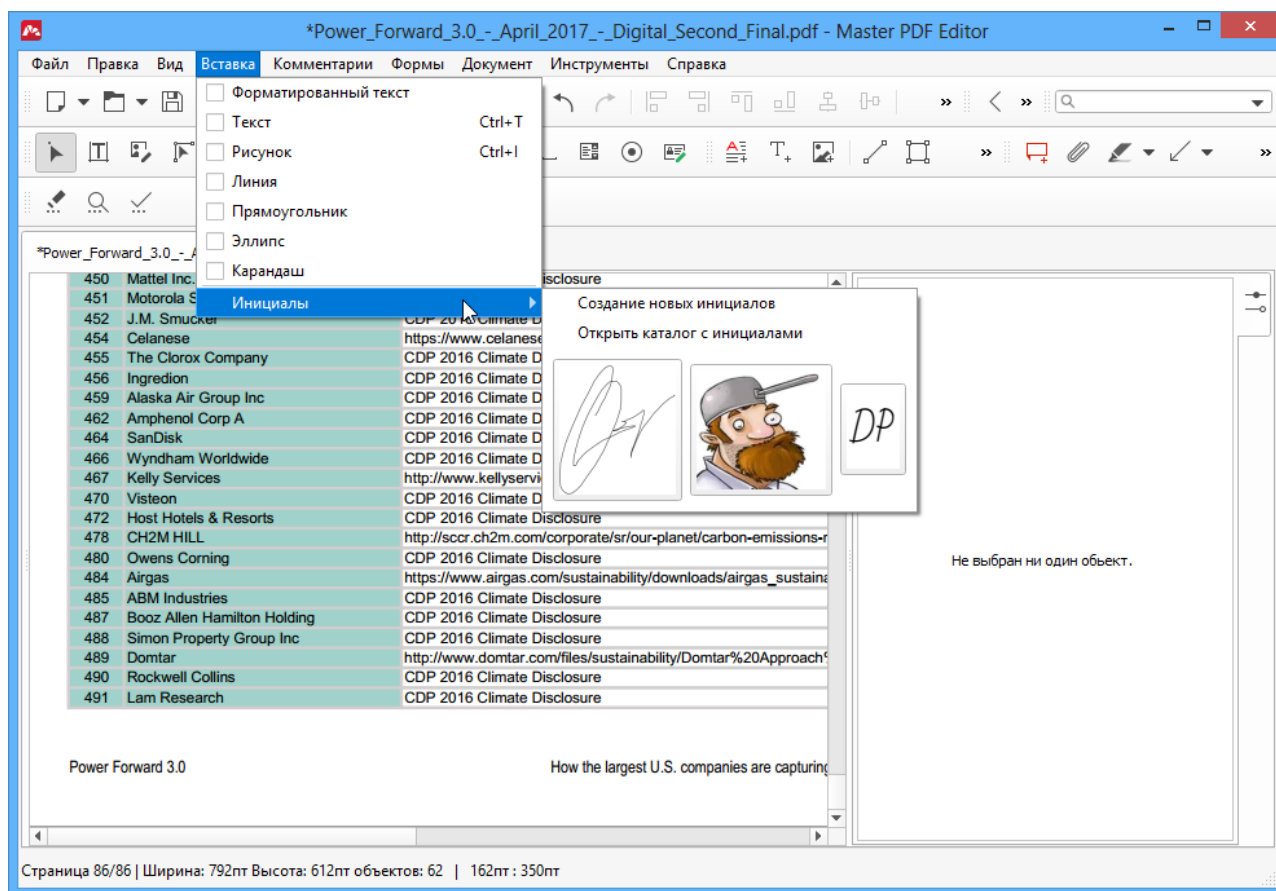 *Power_Forward_3.0_-_April_2017_-_Digital_Second_Final.pdf - Master PDF Editor
Файл Правка Вид Вставка Комментарии Формы Документ Инструменты Справка
Форматированный текст
Текст Ctrl+T
Рисунок Ctrl+I
Линия
Прямоугольник
Эллипс
Карандаш
Инициалы
Создание новых инициалов
Открыть каталог с инициалами
DP
*Power_Forward_3.0_-_
450 Mattel Inc. isclosure
451 Motorola S
452 J.M. Smucker
454 Celanese https://www.celanese
455 The Clorox Company CDP 2016 Climate D
456 Ingredion CDP 2016 Climate D
459 Alaska Air Group Inc CDP 2016 Climate D
462 Amphenol Corp A CDP 2016 Climate D
464 SanDisk CDP 2016 Climate D
466 Wyndham Worldwide CDP 2016 Climate D
467 Kelly Services http://www.kellyservi
470 Visteon CDP 2016 Climate D
472 Host Hotels & Resorts CDP 2016 Climate Disclosure
478 CH2M HILL http://sccr.ch2m.com/corporate/sr/our-planet/carbon-emissions-r
480 Owens Corning CDP 2016 Climate Disclosure
484 Airgas https://www.airgas.com/sustainability/downloads/airgas_sustaina
485 ABM Industries CDP 2016 Climate Disclosure
487 Booz Allen Hamilton Holding CDP 2016 Climate Disclosure
488 Simon Property Group Inc CDP 2016 Climate Disclosure
489 Domtar http://www.domtar.com/files/sustainability/Domtar%20Approach%
490 Rockwell Collins CDP 2016 Climate Disclosure
491 Lam Research CDP 2016 Climate Disclosure
Power Forward 3.0 How the largest U.S. companies are capturing
Не выбран ни один объект.
Страница 86/86 | Ширина: 792пт Высота: 612пт объектов: 62 | 162пт : 350пт